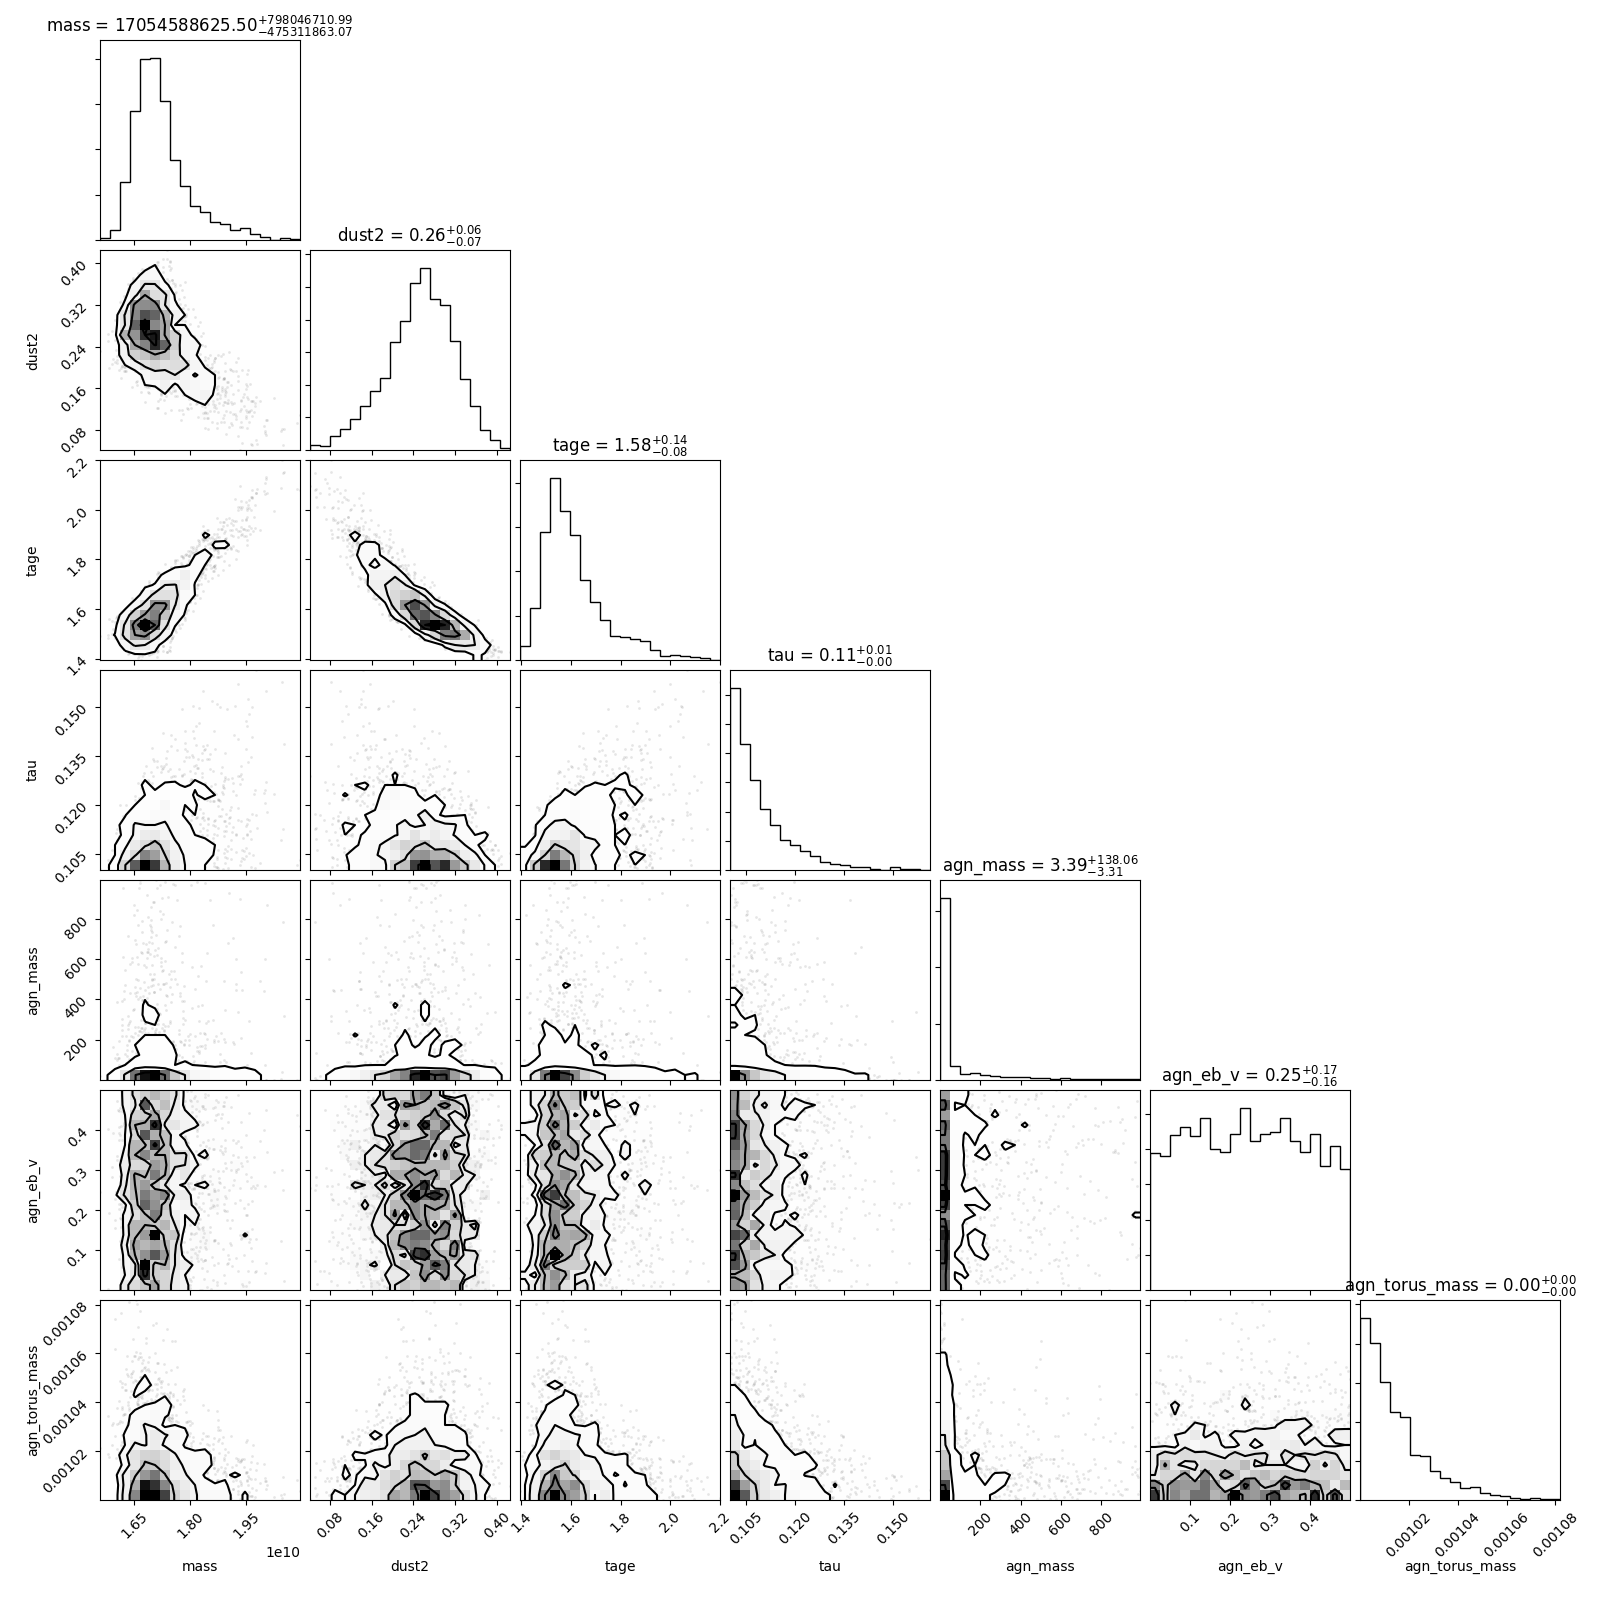 mass = 17054588625.50+798046710.99−475311863.07
dust2 = 0.26+0.06−0.07
tage = 1.58+0.14−0.08
tau = 0.11+0.01−0.00
agn_mass = 3.39+138.06−3.31
agn_eb_v = 0.25+0.17−0.16
agn_torus_mass = 0.00+0.00−0.00
dust2
0.40
0.32
0.24
0.16
0.08
tage
2.2
2.0
1.8
1.6
1.4
tau
0.150
0.135
0.120
0.105
agn_mass
800
600
400
200
agn_eb_v
0.4
0.3
0.2
0.1
agn_torus_mass
0.00108
0.00106
0.00104
0.00102
1.65 1.80 1.95
1e10
mass
0.08 0.16 0.24 0.32 0.40
dust2
1.4 1.6 1.8 2.0 2.2
tage
0.105 0.120 0.135 0.150
tau
200 400 600 800
agn_mass
0.1 0.2 0.3 0.4
agn_eb_v
0.00102 0.00104 0.00106 0.00108
agn_torus_mass